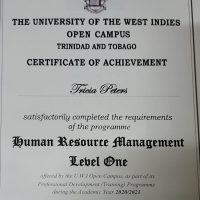 THE UNIVERSITY OF THE WEST INDIES
OPEN CAMPUS
TRINIDAD AND TOBAGO
CERTIFICATE OF ACHIEVEMENT
Tricia Peters
satisfactorily completed the requirements
of the programme
Human Resource Management
Level One
offered by the U.W.I Open Campus, as part of its
Professional Development (Training) Programme
during the Academic Year 2020/2021